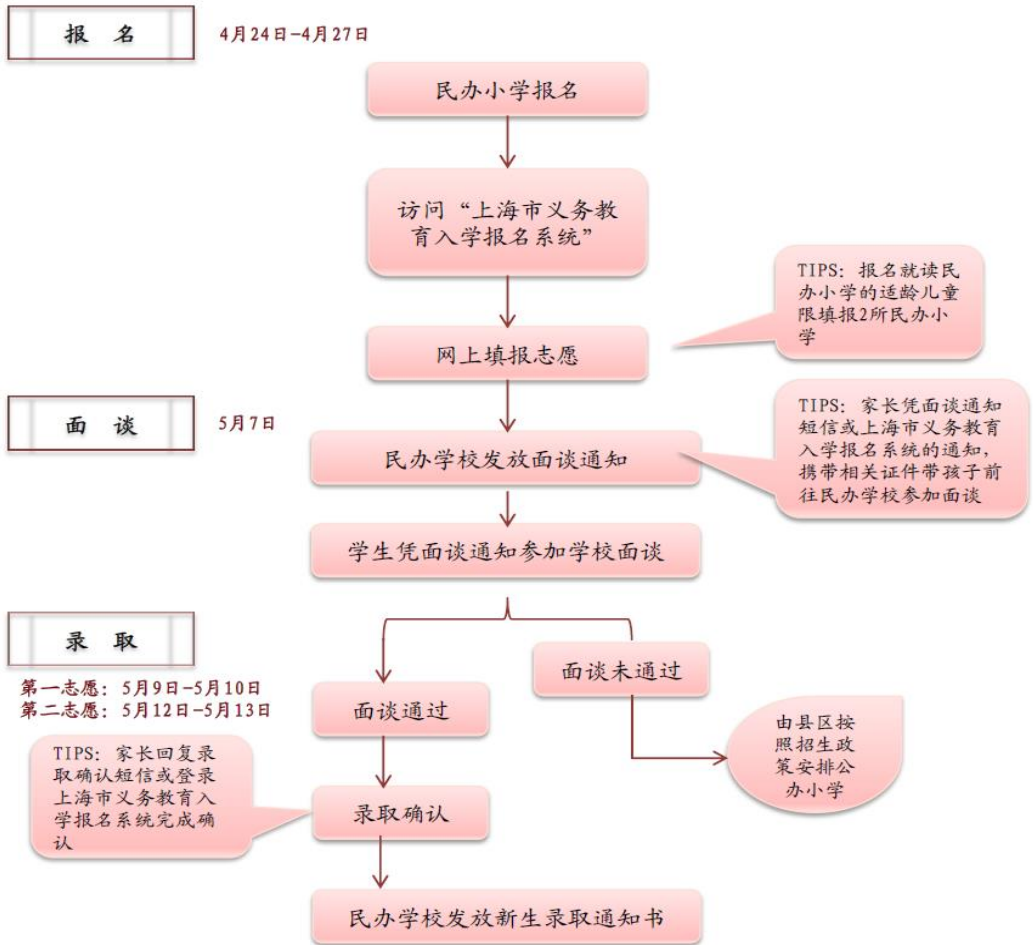 报 名
4月24日-4月27日
民办小学报名
访问“上海市义务教
育入学报名系统”
TIPS: 报名就读民
办小学的适龄儿童
限填报2所民办小
学
网上填报志愿
面 谈
5月7日
TIPS: 家长凭面谈通知
短信或上海市义务教育
入学报名系统的通知,
携带相关证件带孩子前
往民办学校参加面谈
民办学校发放面谈通知
学生凭面谈通知参加学校面谈
录 取
第一志愿: 5月9日-5月10日
第二志愿: 5月12日-5月13日
面谈未通过
面谈通过
由县区按
照招生政
策安排公
办小学
TIPS: 家长回复录
取确认短信或登录
上海市义务教育入
学报名系统完成确
认
录取确认
民办学校发放新生录取通知书